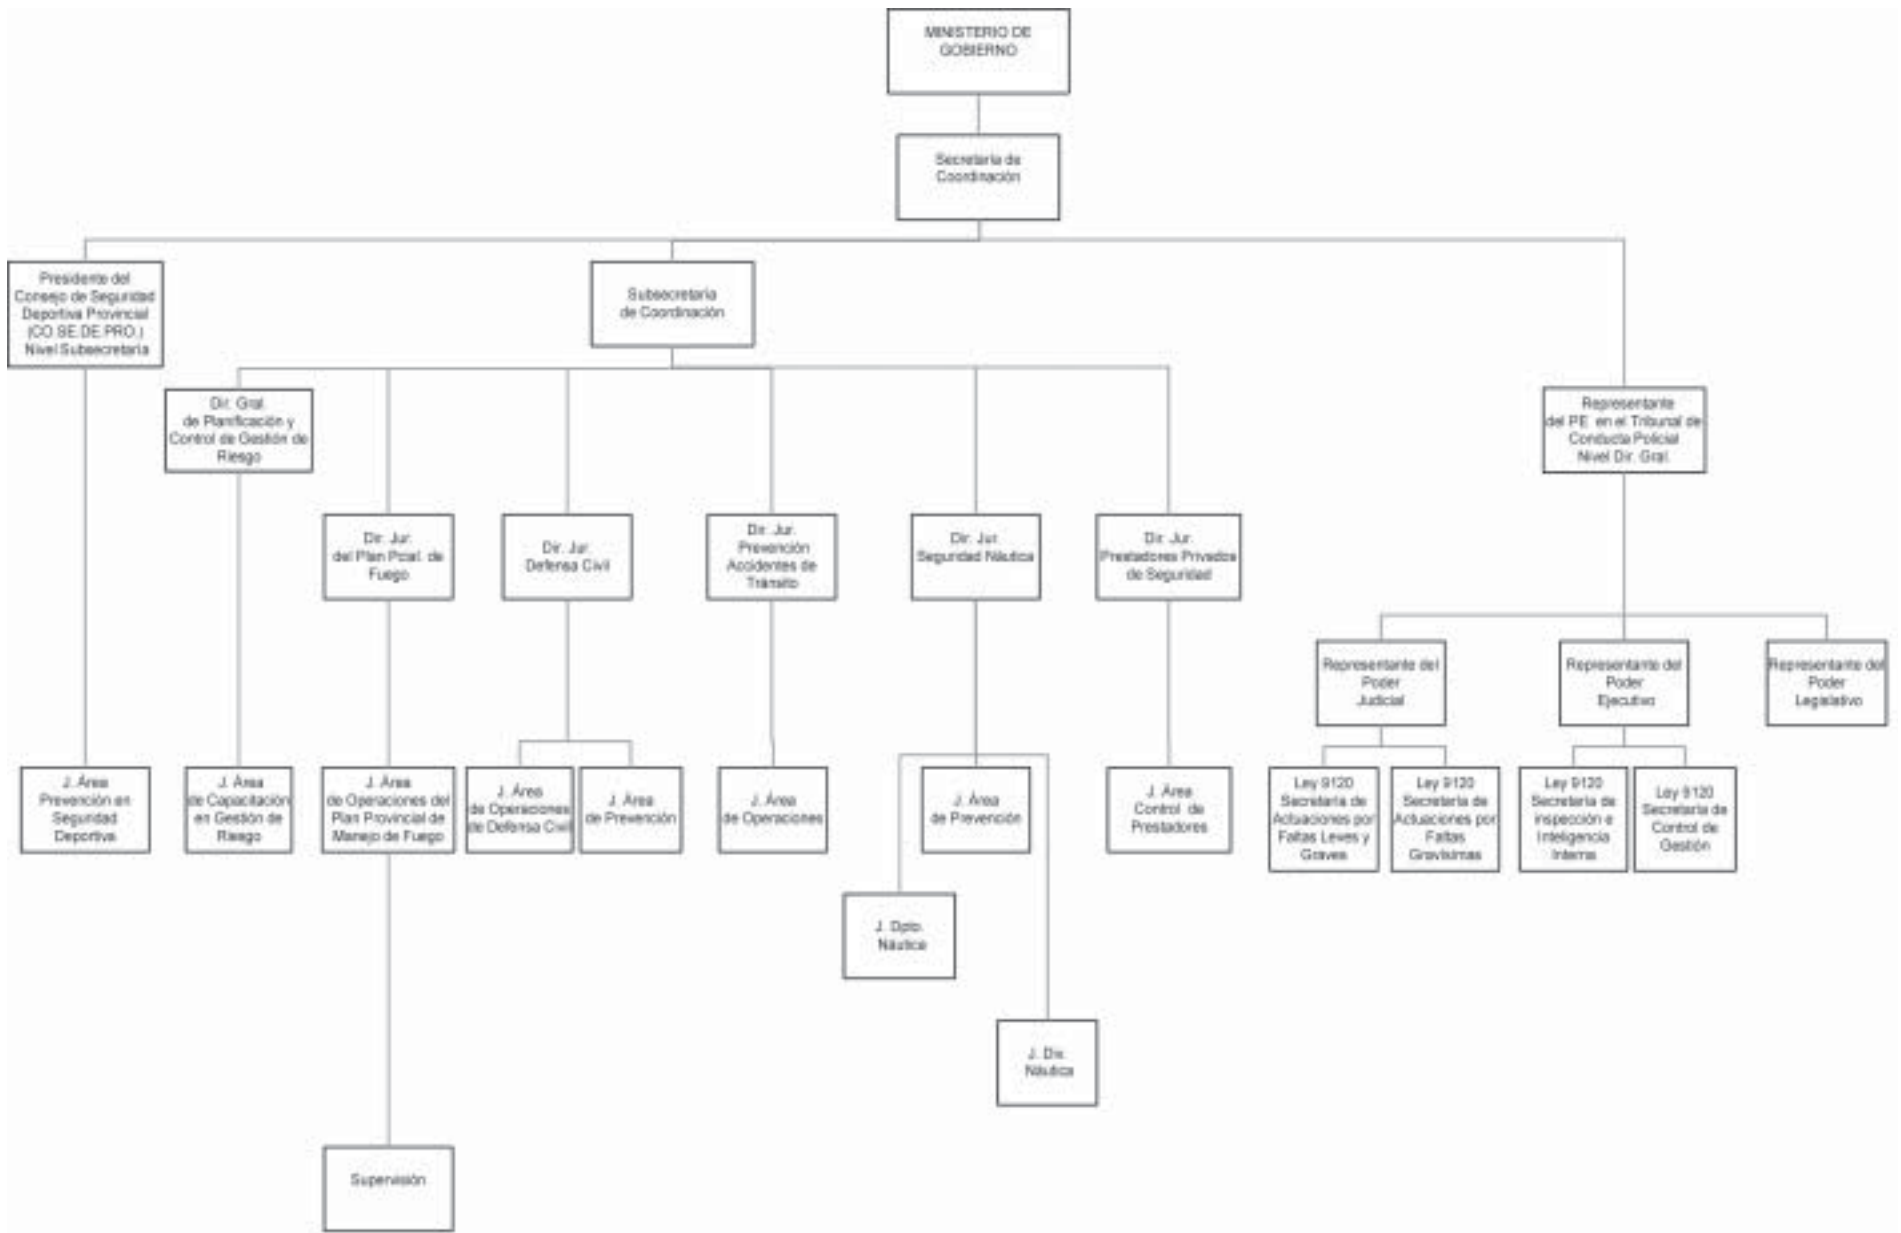 MINISTERIO DE
GOBIERNO
Secretaría de
Coordinación
Presidente del
Consejo de Seguridad
Deportiva Provincial
(CO.SE.DE.PRO.)
Nivel Subsecretaría
Subsecretaría
de Coordinación
Dir. Gral.
de Planificación y
Control de Gestión de
Riesgo
Representante
del PE en el Tribunal de
Conducta Policial
Nivel Dir. Gral.
Dir. Jur.
del Plan Pcial. de
Fuego
Dir. Jur.
Defensa Civil
Dir. Jur.
Prevención
Accidentes de
Tránsito
Dir. Jur.
Seguridad Náutica
Dir. Jur.
Prestadores Privados
de Seguridad
Representante del
Poder
Judicial
Representante del
Poder
Ejecutivo
Representante del
Poder
Legislativo
J. Área
Prevención en
Seguridad
Deportiva
J. Área
de Capacitación
en Gestión de
Riesgo
J. Área
de Operaciones del
Plan Provincial de
Manejo de Fuego
J. Área
de Operaciones
de Defensa Civil
J. Área
de Prevención
J. Área
de Operaciones
J. Área
de Prevención
J. Área
Control de
Prestadores
Ley 9120
Secretaría de
Actuaciones por
Faltas Leves y
Graves
Ley 9120
Secretaría de
Actuaciones por
Faltas
Gravísimas
Ley 9120
Secretaría de
inspección e
Inteligencia
Interna
Ley 9120
Secretaría de
Control de
Gestión
J. Dpto.
Náutica
J. Div.
Náutica
Supervisión